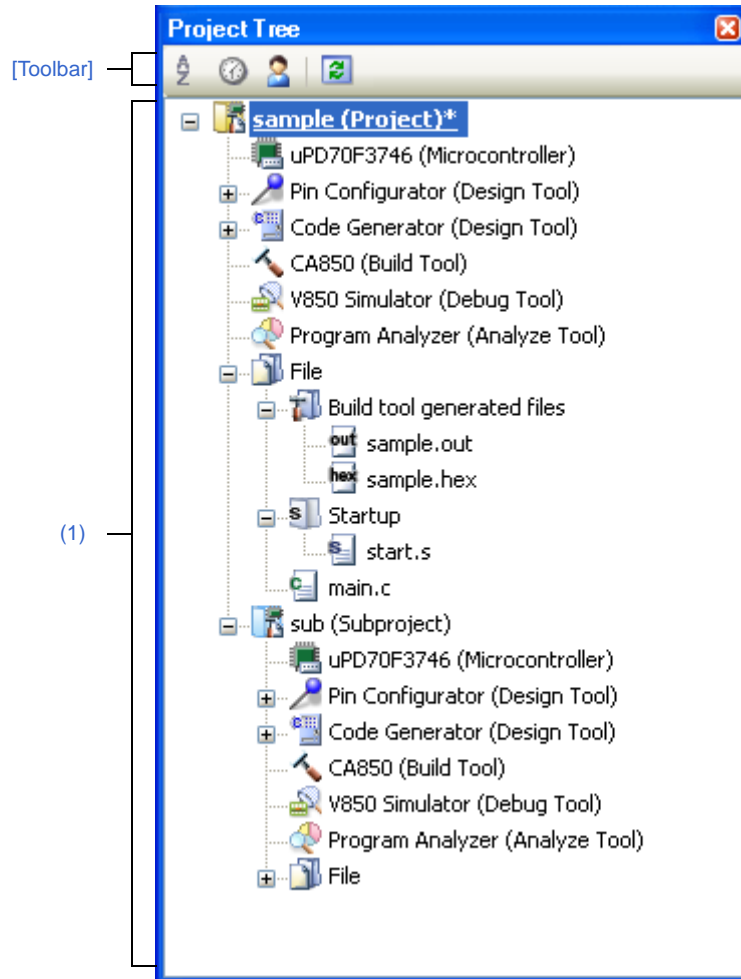 Project Tree
[Toolbar]
A
Z
sample (Project)*
uPD70F3746 (Microcontroller)
Pin Configurator (Design Tool)
Code Generator (Design Tool)
CA850 (Build Tool)
V850 Simulator (Debug Tool)
Program Analyzer (Analyze Tool)
File
Build tool generated files
out sample.out
hex sample.hex
(1)
S Startup
S start.s
C main.c
sub (Subproject)
uPD70F3746 (Microcontroller)
Pin Configurator (Design Tool)
Code Generator (Design Tool)
CA850 (Build Tool)
V850 Simulator (Debug Tool)
Program Analyzer (Analyze Tool)
File